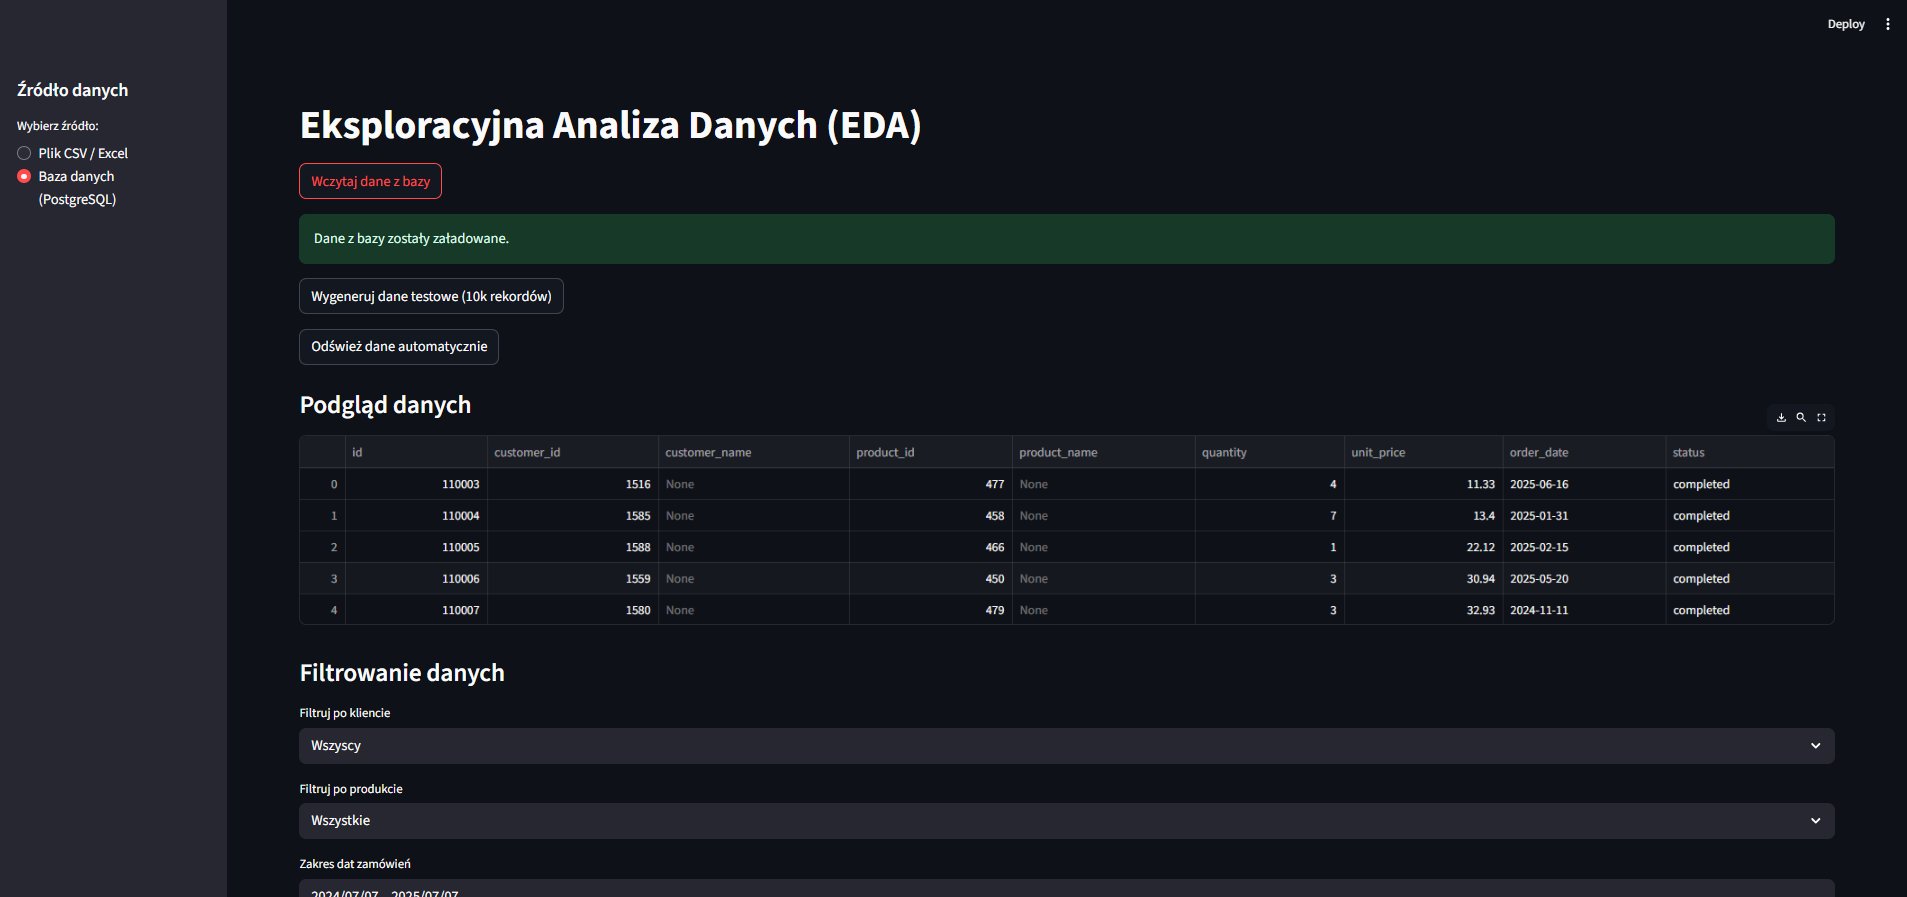 Deploy
Źródło danych
Wybierz źródło:
Plik CSV / Excel
Baza danych
(PostgreSQL)
Eksploracyjna Analiza Danych (EDA)
Wczytaj dane z bazy
Dane z bazy zostały załadowane.
Wygeneruj dane testowe (10k rekordów)
Odśwież dane automatycznie
Podgląd danych
id customer_id customer_name product_id product_name quantity unit_price order_date status
0 110003 1516 None 477 None 4 11.33 2025-06-16 completed
1 110004 1585 None 458 None 7 13.4 2025-01-31 completed
2 110005 1588 None 466 None 1 22.12 2025-02-15 completed
3 110006 1559 None 450 None 3 30.94 2025-05-20 completed
4 110007 1580 None 479 None 3 32.93 2024-11-11 completed
Filtrowanie danych
Filtruj po kliencie
Wszyscy
Filtruj po produkcie
Wszystkie
Zakres dat zamówień
2024/07/07 – 2025/07/07